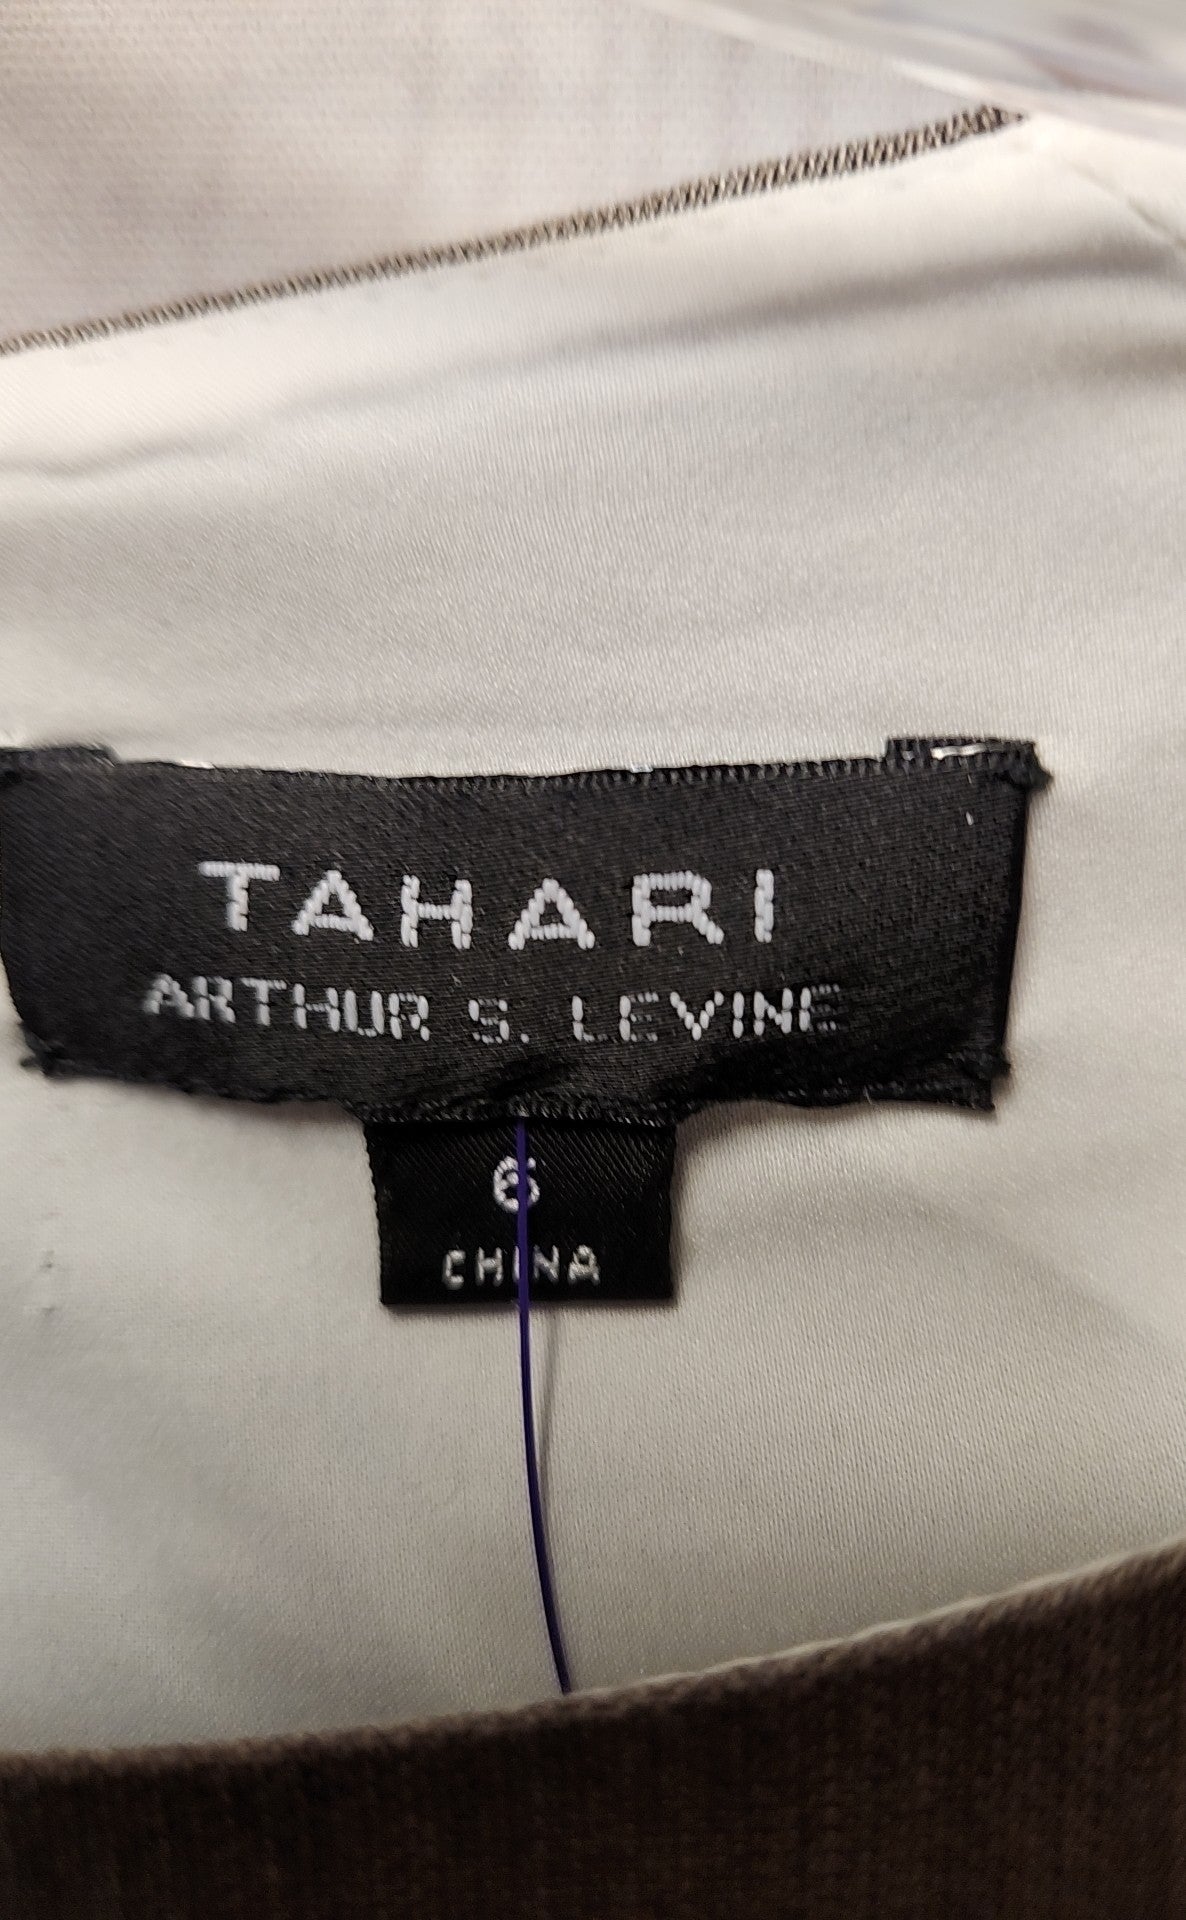 TAHARI
ARTHUR S. LEVINE
6
CHINA